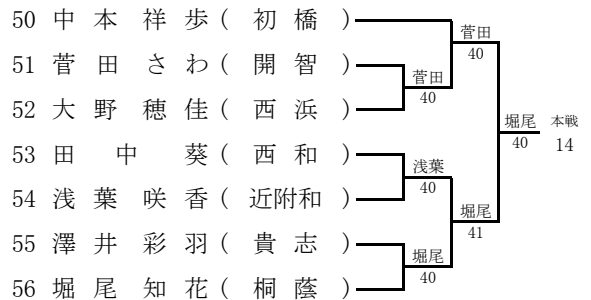 50 中本祥歩( 初橋 )
菅田
40
51 菅田さわ( 開智 )
菅田
40
52 大野穂佳( 西浜 )
堀尾 本戦
40 14
53 田中葵( 西和 )
浅葉
40
54 浅葉咲香( 近附和 )
堀尾
41
55 澤井彩羽( 貴志 )
堀尾
40
56 堀尾知花( 桐蔭 )